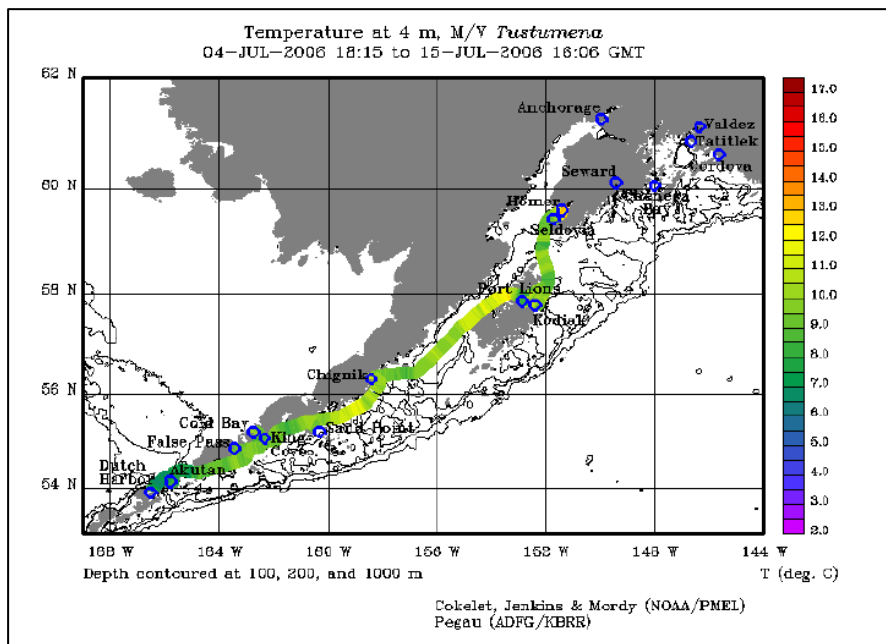 Temperature at 4 m, M/V Tustumena
04-JUL-2006 18:15 to 15-JUL-2006 16:06 GMT
62 N
60 N
58 N
56 N
54 N
Anchorage
Valdez
Tatitlek
Cordova
Seward
Chenega
Bay
Homer
Seldovia
Port Lions
Kodiak
Chignik
Cold Bay
King
Cove
Sand Point
False Pass
Dutch
Harbor
Akutan
168 W
164 W
160 W
156 W
152 W
148 W
144 W
17.0
16.0
15.0
14.0
13.0
12.0
11.0
10.0
9.0
8.0
7.0
6.0
5.0
4.0
3.0
2.0
Depth contoured at 100, 200, and 1000 m
T (deg. C)
Cokelet, Jenkins & Mordy (NOAA/PMEL)
Pegau (ADFG/KBRR)